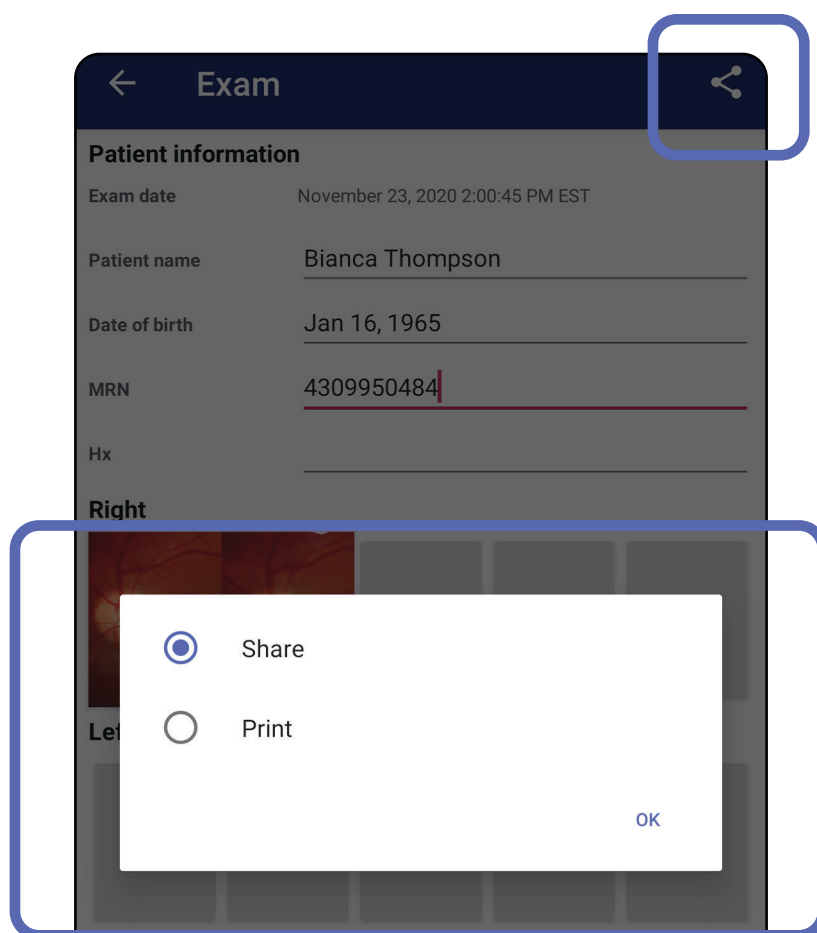 Exam
Patient information
Exam date November 23, 2020 2:00:45 PM EST
Patient name Bianca Thompson
Date of birth Jan 16, 1965
MRN 4309950484
Hx
Right
Share
Print
OK